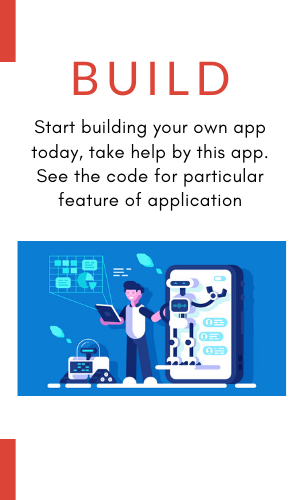 BUILD
Start building your own app
today, take help by this app.
See the code for particular
feature of application